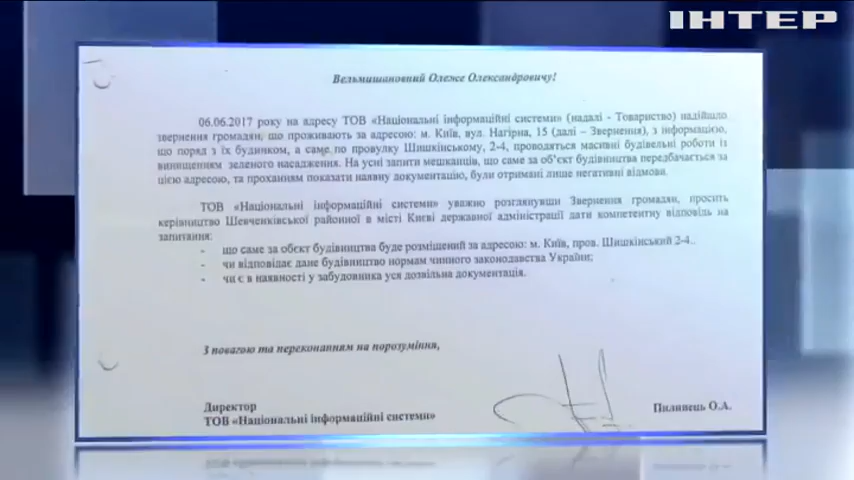 ІНТЕР
Вельмишановний Олеже Олександровичу!
06.06.2017 року на адресу ТОВ «Національні інформаційні системи» (надалі - Товариство) надійшло
звернення громадян, що проживають за адресою: м. Київ, вул. Нагірна, 15 (далі – Звернення), з інформацією,
що поряд з їх будинком, а саме по провулку Шишкінському, 2-4, проводяться масивні будівельні роботи із
винищенням зеленого насадження. На усні запити мешканців, що саме за об'єкт будівництва передбачається за
цією адресою, та проханням показати наявну документацію, були отримані лише негативні відмови.
ТОВ «Національні інформаційні системи» уважно розглянувши Звернення громадян, просить
керівництво Шевченківської районної в місті Києві державної адміністрації дати компетентну відповідь на
запитання:
- що саме за обєкт будівництва буде розміщений за адресою: м. Київ, пров. Шишкінський 2-4..
- чи відповідає дане будівництво нормам чинного законодавства України;
- чи є в наявності у забудовника уся дозвільна документація.
З повагою та переконанням на порозуміння,
Директор
ТОВ «Національні інформаційні системи»
Пилипець О.А.